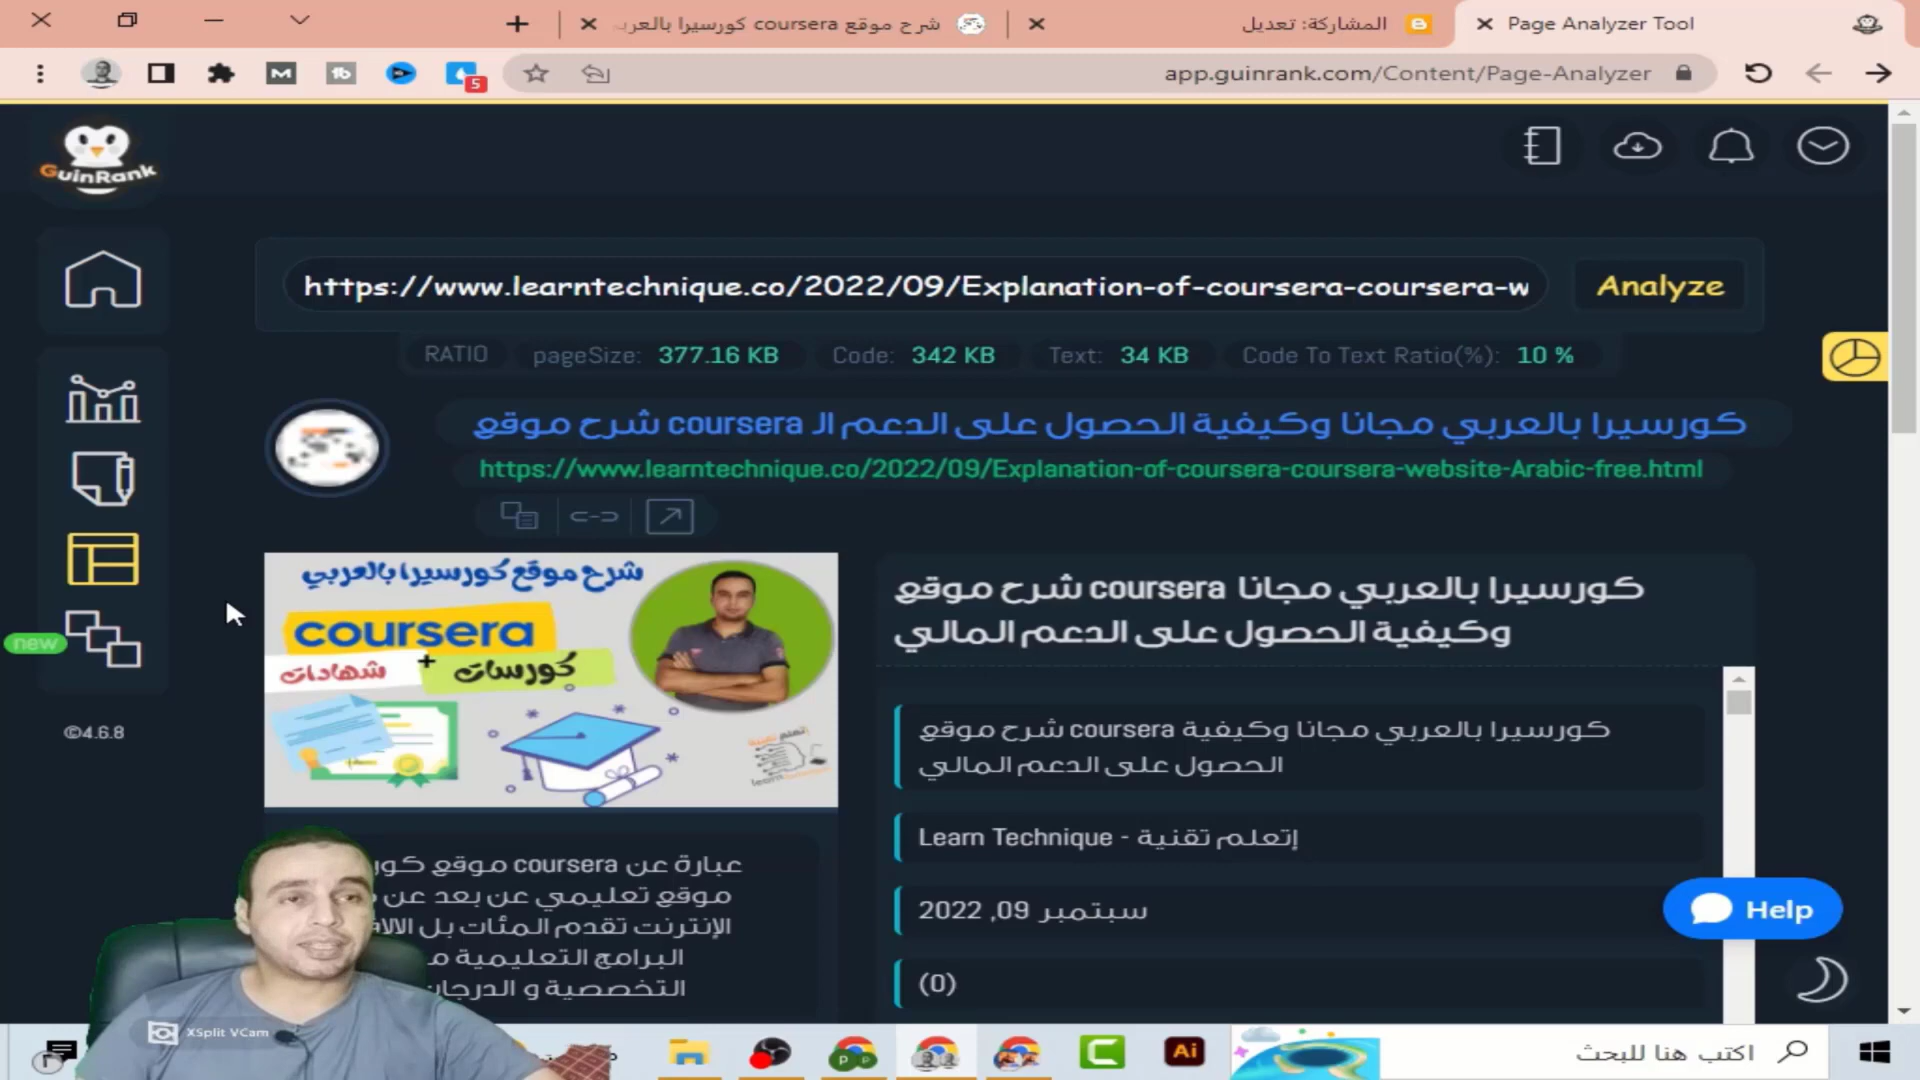 Page Analyzer Tool
المشاركة: تعديل
شرح موقع coursera كورسيرا بالعرب
app.guinrank.com/Content/Page-Analyzer
5
GuinRank
https://www.learntechnique.co/2022/09/Explanation-of-coursera-coursera-w
Analyze
RATIO
pageSize: 377.16 KB
Code: 342 KB
Text: 34 KB
Code To Text Ratio(%): 10 %
كورسيرا بالعربي مجانا وكيفية الحصول على الدعم الـ coursera شرح موقع
https://www.learntechnique.co/2022/09/Explanation-of-coursera-coursera-website-Arabic-free.html
شرح موقع كورسيرا بالعربي
coursera
شهادات + كورسات
كورسيرا بالعربي مجانا coursera شرح موقع
وكيفية الحصول على الدعم المالي
كورسيرا بالعربي مجانا وكيفية coursera شرح موقع
الحصول على الدعم المالي
Learn Technique - إتعلم تقنية
سبتمبر 09, 2022
(0)
عبارة عن coursera موقع كور
موقع تعليمي عن بعد عن
الإنترنت تقدم المئات بل الالا
البرامج التعليمية
التخصصية و الدرجا
new
©4.6.8
Help
XSplit VCam
Ai
اكتب هنا للبحث